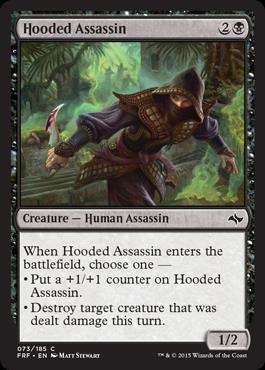 Hooded Assassin 2
Creature — Human Assassin
When Hooded Assassin enters the
battlefield, choose one —
• Put a +1/+1 counter on Hooded
Assassin.
• Destroy target creature that was
dealt damage this turn.
1/2
073/185 C
FRF • EN MATT STEWART
™ & © 2015 Wizards of the Coast